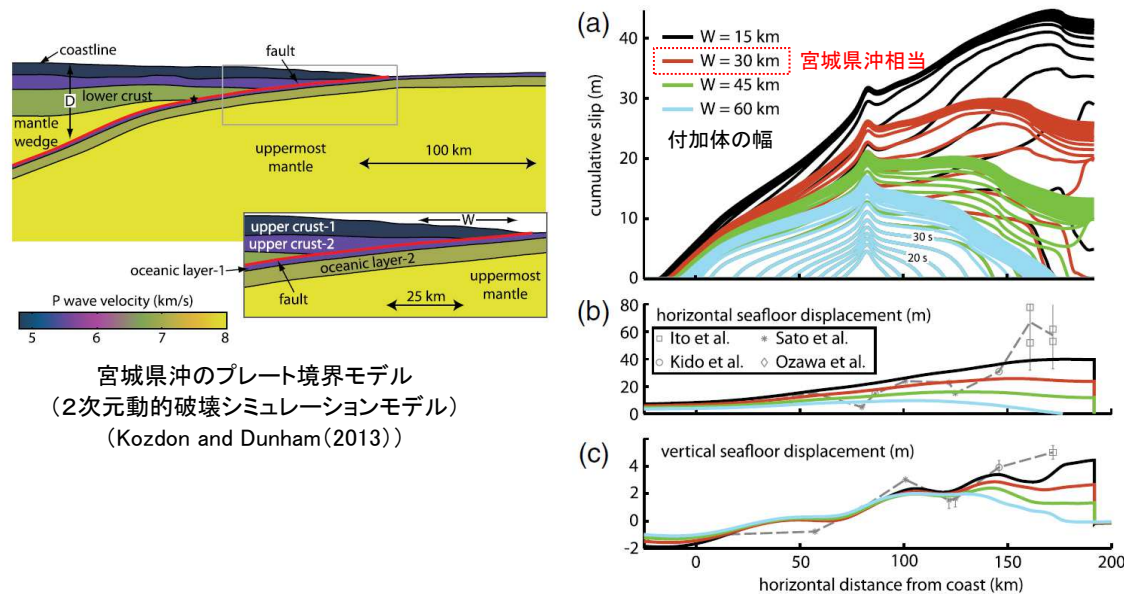 coastline
fault
lower crust
D
mantle
wedge
uppermost
mantle
100 km
W
upper crust-1
upper crust-2
oceanic layer-1
oceanic layer-2
fault
uppermost
mantle
25 km
P wave velocity (km/s)
5 6 7 8
宮城県沖のプレート境界モデル
(2次元動的破壊シミュレーションモデル)
(Kozdon and Dunham(2013))
(a)
W = 15 km
W = 30 km 宮城県沖相当
W = 45 km
W = 60 km
付加体の幅
cumulative slip (m)
40
30
20
10
0
30 s
20 s
(b) horizontal seafloor displacement (m)
Ito et al. Sato et al.
Kido et al. Ozawa et al.
80
60
40
20
0
(c) vertical seafloor displacement (m)
4
2
0
-2
0 50 100 150 200
horizontal distance from coast (km)